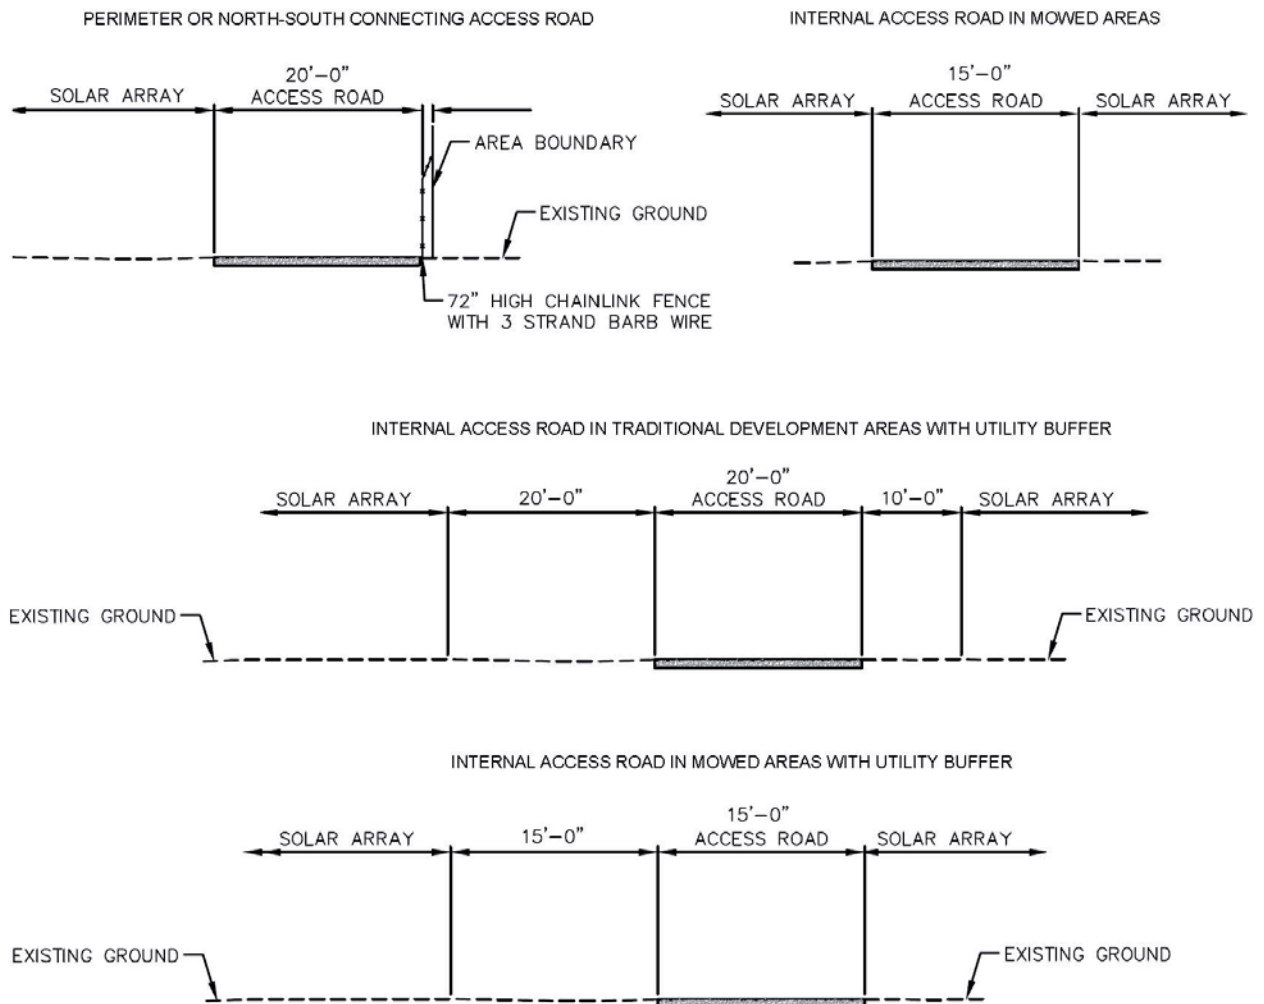 PERIMETER OR NORTH-SOUTH CONNECTING ACCESS ROAD
SOLAR ARRAY
20'-0"
ACCESS ROAD
AREA BOUNDARY
EXISTING GROUND
72" HIGH CHAINLINK FENCE
WITH 3 STRAND BARB WIRE
INTERNAL ACCESS ROAD IN MOWED AREAS
SOLAR ARRAY
15'-0"
ACCESS ROAD
SOLAR ARRAY
INTERNAL ACCESS ROAD IN TRADITIONAL DEVELOPMENT AREAS WITH UTILITY BUFFER
SOLAR ARRAY
20'-0"
20'-0"
ACCESS ROAD
10'-0"
SOLAR ARRAY
EXISTING GROUND
EXISTING GROUND
INTERNAL ACCESS ROAD IN MOWED AREAS WITH UTILITY BUFFER
SOLAR ARRAY
15'-0"
15'-0"
ACCESS ROAD
SOLAR ARRAY
EXISTING GROUND
EXISTING GROUND